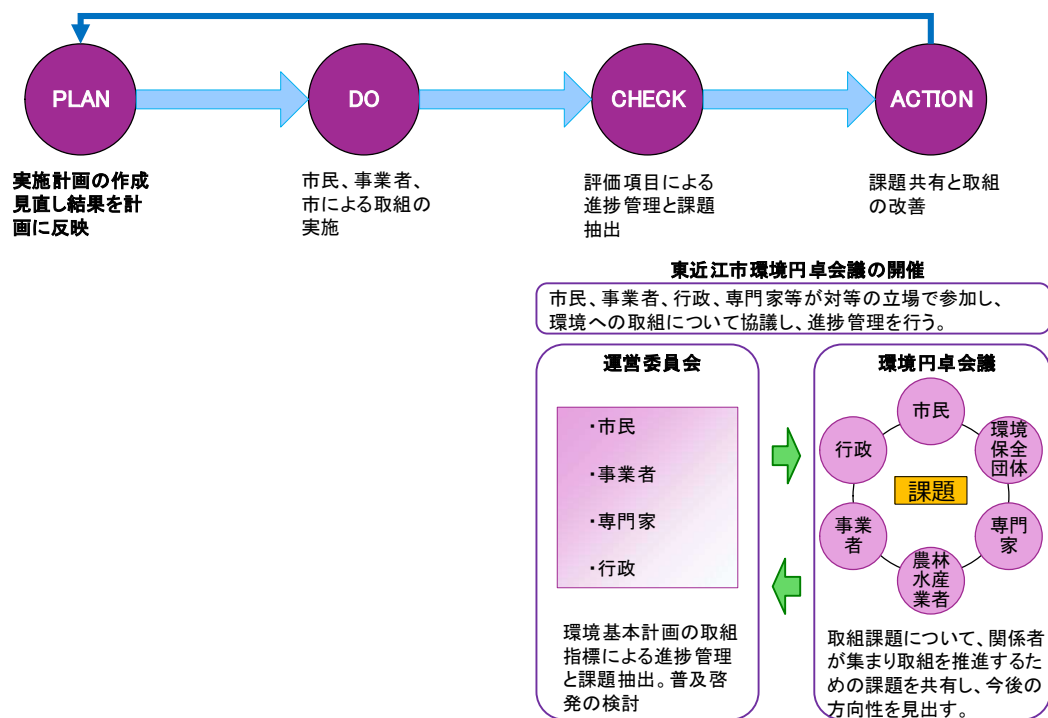 PLAN
DO
CHECK
ACTION
実施計画の作成
見直し結果を計
画に反映
市民、事業者、
市による取組の
実施
評価項目による
進捗管理と課題
抽出
課題共有と取組
の改善
東近江市環境円卓会議の開催
市民、事業者、行政、専門家等が対等の立場で参加し、
環境への取組について協議し、進捗管理を行う。
運営委員会
・市民
・事業者
・専門家
・行政
環境基本計画の取組
指標による進捗管理
と課題抽出。普及啓
発の検討
環境円卓会議
市民
環境
保全
団体
専門
家
農林
水産
業者
事業
者
行政
課題
取組課題について、関係者
が集まり取組を推進するた
めの課題を共有し、今後の
方向性を見出す。